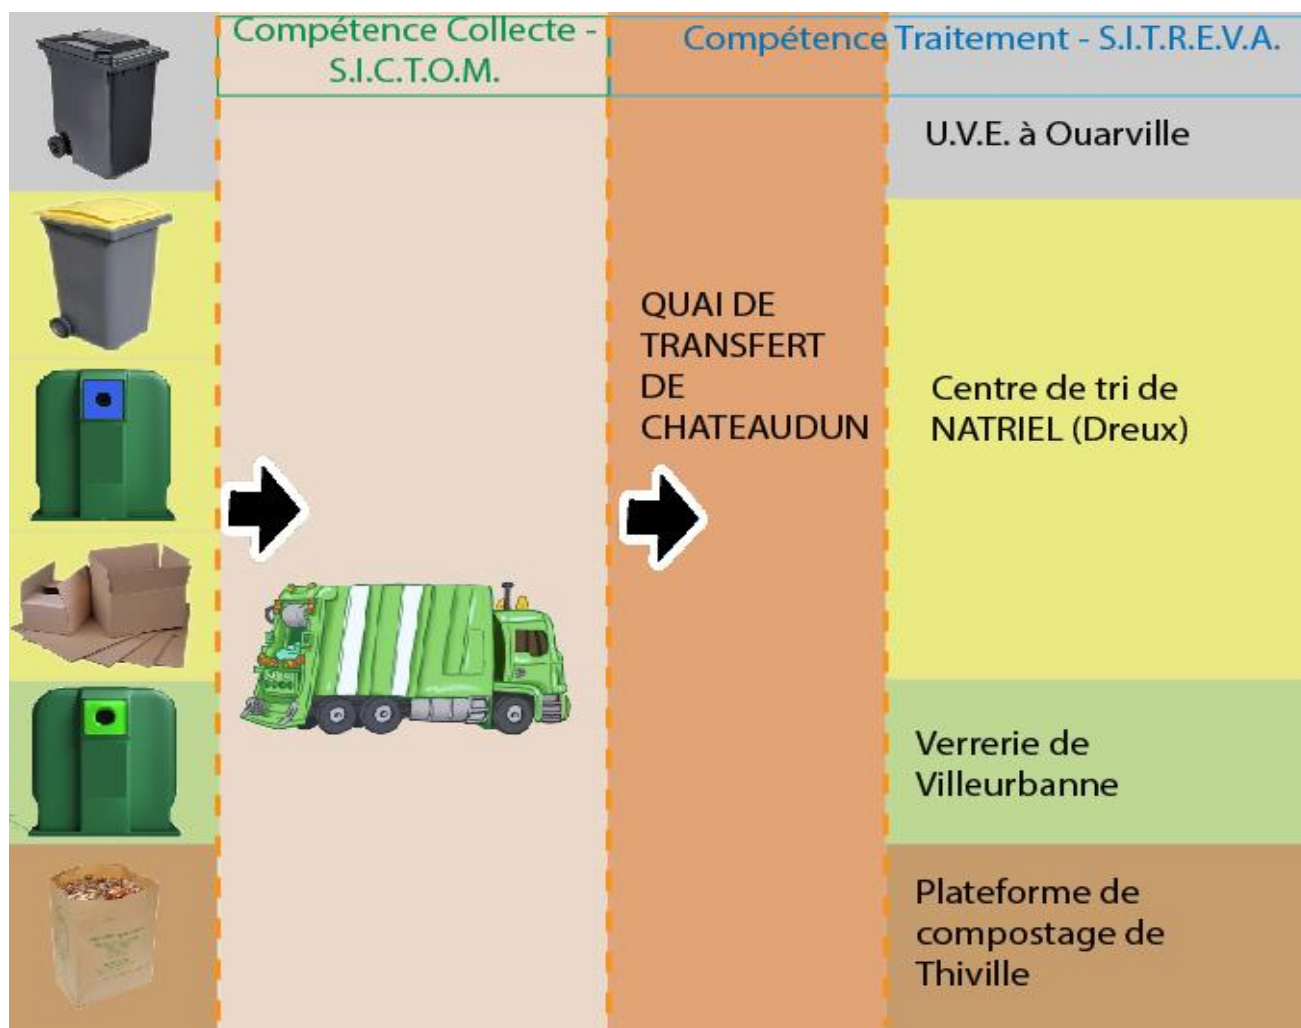 Compétence Collecte -
S.I.C.T.O.M.
Compétence Traitement - S.I.T.R.E.V.A.
U.V.E. à Ouarville
QUAI DE
TRANSFERT
DE
CHATEAUDUN
Centre de tri de
NATRIEL (Dreux)
Verrerie de
Villeurbanne
Plateforme de
compostage de
Thiville